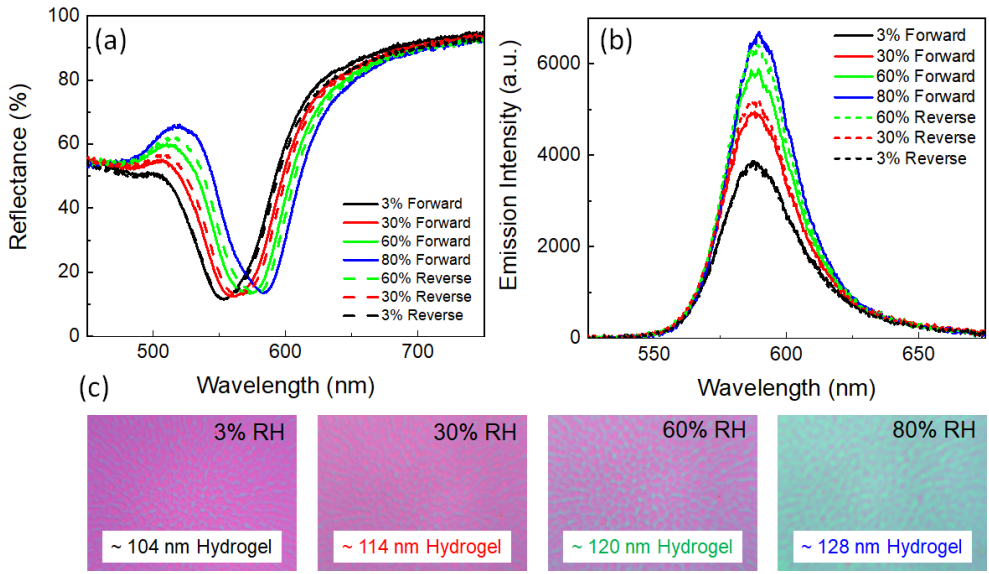 (a)
Reflectance (%)
100
80
60
40
20
0
500
600
700
Wavelength (nm)
3% Forward
30% Forward
60% Forward
80% Forward
60% Reverse
30% Reverse
3% Reverse
(b)
Emission Intensity (a.u.)
6000
4000
2000
0
550
600
650
Wavelength (nm)
3% Forward
30% Forward
60% Forward
80% Forward
60% Reverse
30% Reverse
3% Reverse
(c)
3% RH
~ 104 nm Hydrogel
30% RH
~ 114 nm Hydrogel
60% RH
~ 120 nm Hydrogel
80% RH
~ 128 nm Hydrogel